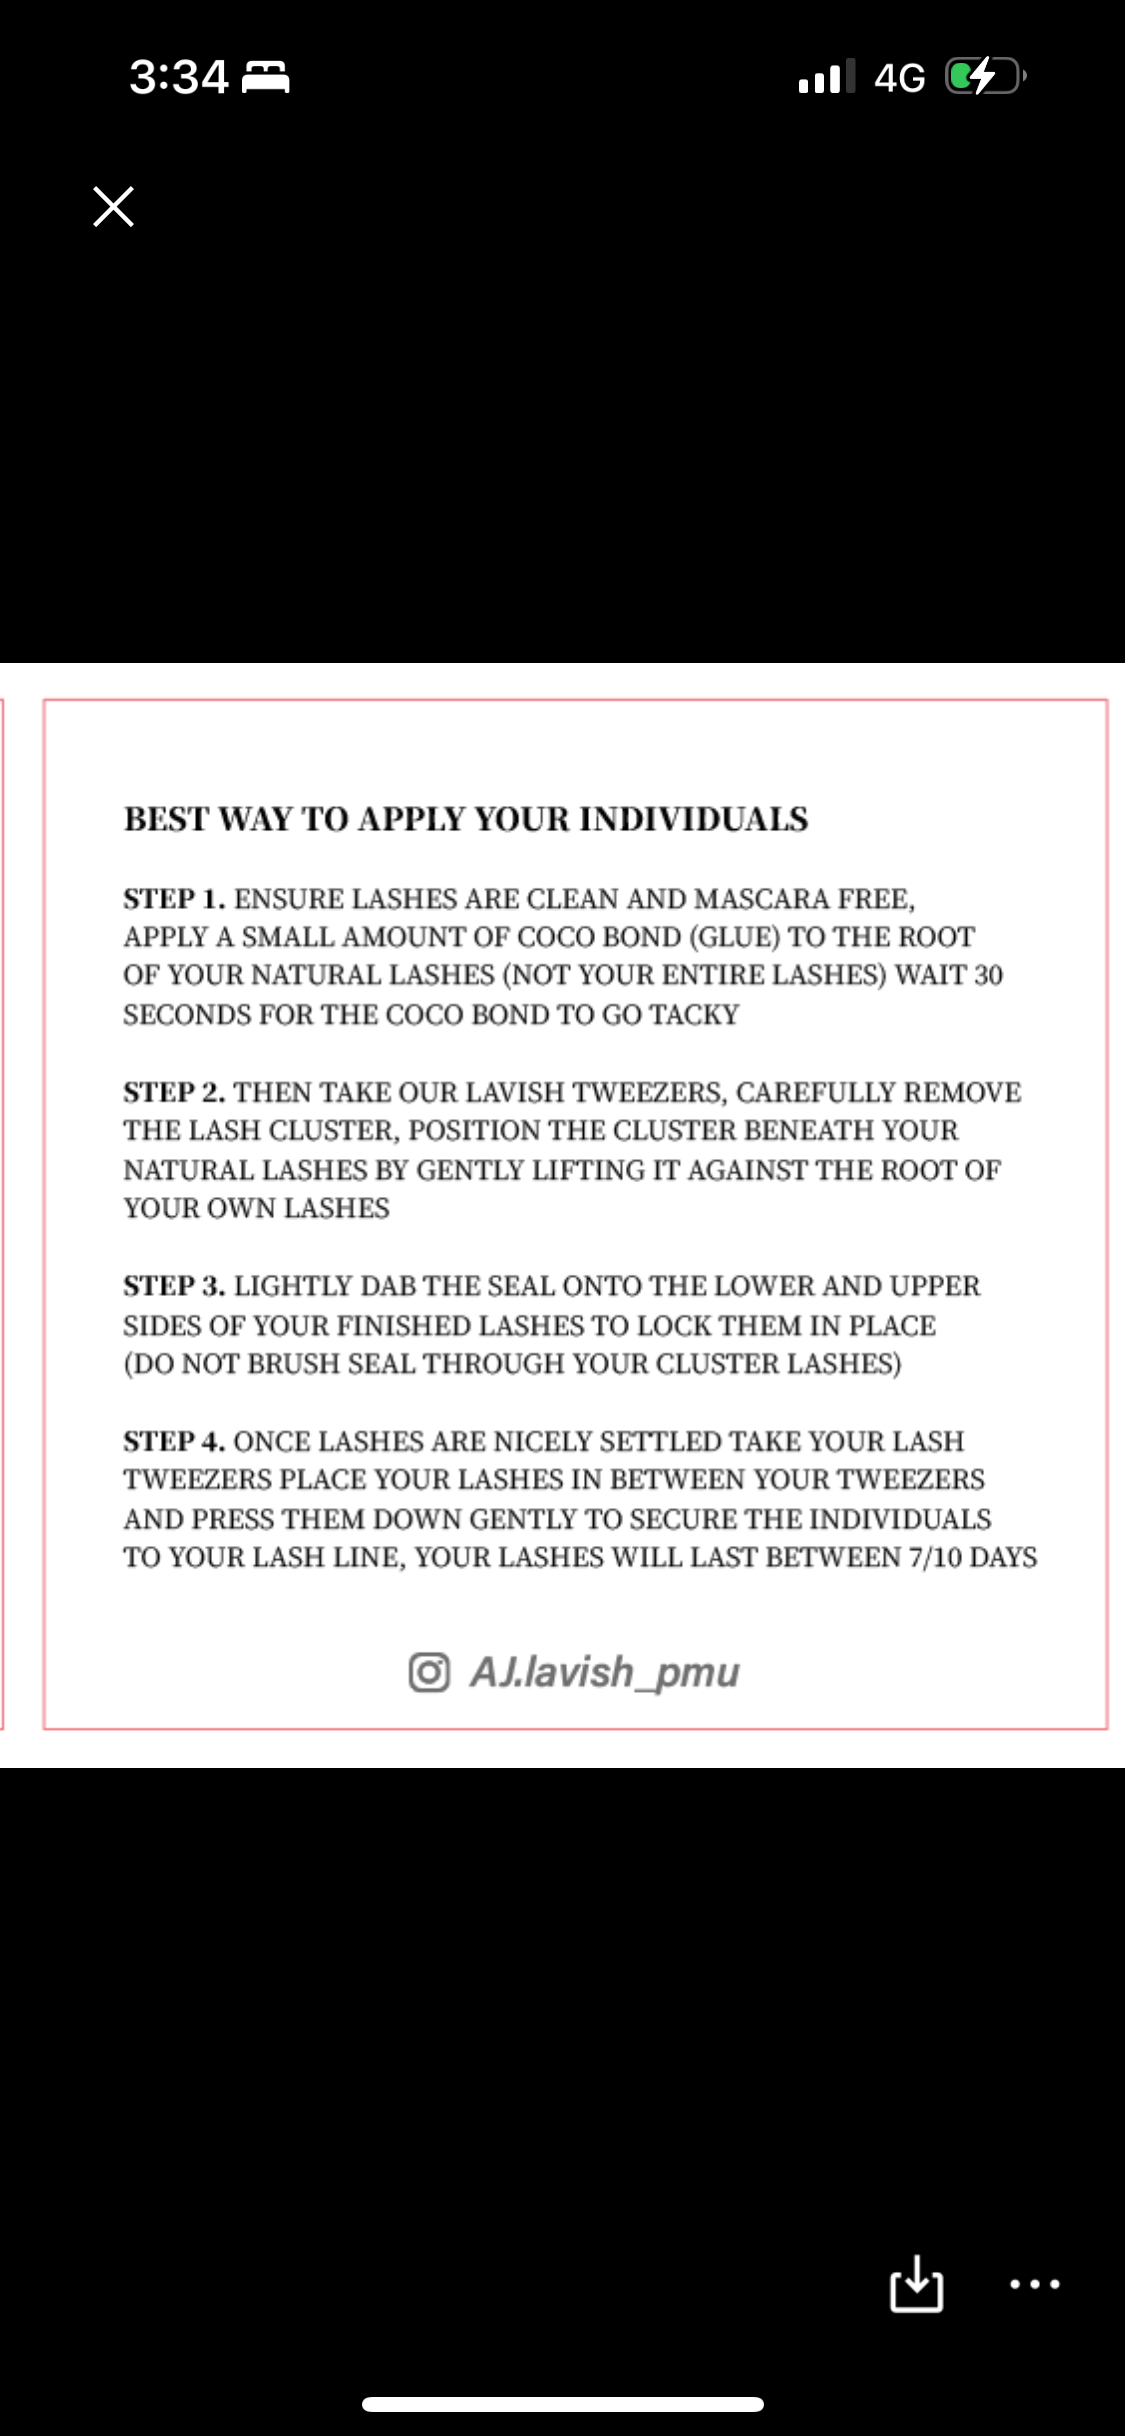 3:34
4G
BEST WAY TO APPLY YOUR INDIVIDUALS
STEP 1. ENSURE LASHES ARE CLEAN AND MASCARA FREE,
APPLY A SMALL AMOUNT OF COCO BOND (GLUE) TO THE ROOT
OF YOUR NATURAL LASHES (NOT YOUR ENTIRE LASHES) WAIT 30
SECONDS FOR THE COCO BOND TO GO TACKY
STEP 2. THEN TAKE OUR LAVISH TWEEZERS, CAREFULLY REMOVE
THE LASH CLUSTER, POSITION THE CLUSTER BENEATH YOUR
NATURAL LASHES BY GENTLY LIFTING IT AGAINST THE ROOT OF
YOUR OWN LASHES
STEP 3. LIGHTLY DAB THE SEAL ONTO THE LOWER AND UPPER
SIDES OF YOUR FINISHED LASHES TO LOCK THEM IN PLACE
(DO NOT BRUSH SEAL THROUGH YOUR CLUSTER LASHES)
STEP 4. ONCE LASHES ARE NICELY SETTLED TAKE YOUR LASH
TWEEZERS PLACE YOUR LASHES IN BETWEEN YOUR TWEEZERS
AND PRESS THEM DOWN GENTLY TO SECURE THE INDIVIDUALS
TO YOUR LASH LINE, YOUR LASHES WILL LAST BETWEEN 7/10 DAYS
AJ.lavish_pmu